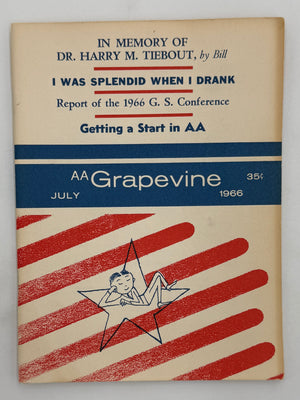 IN MEMORY OF
DR. HARRY M. TIEBOUT, by Bill
I WAS SPLENDID WHEN I DRANK
Report of the 1966 G. S. Conference
Getting a Start in AA
AA Grapevine 35¢
JULY 1966